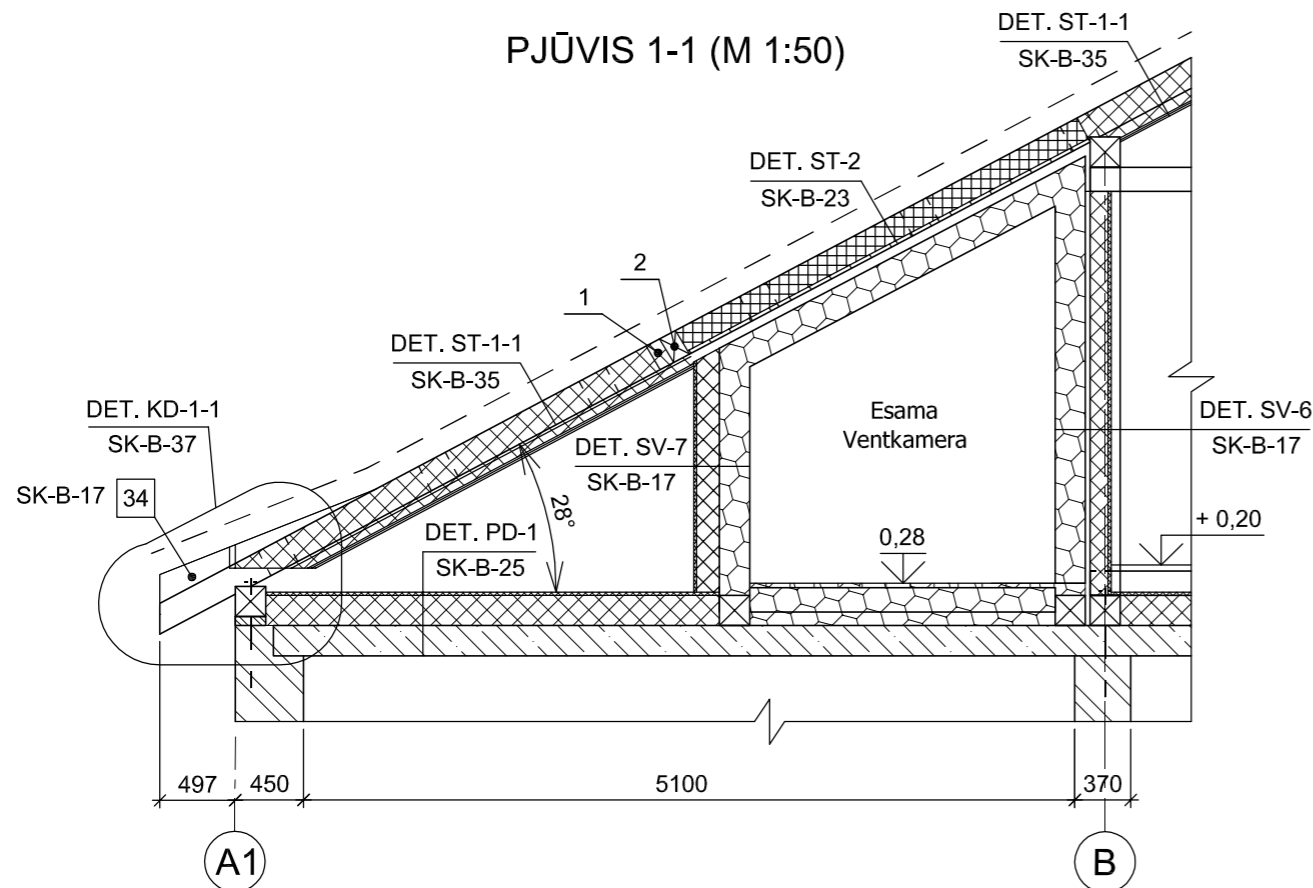 PJŪVIS 1-1 (M 1:50)
DET. ST-1-1
SK-B-35
DET. ST-2
SK-B-23
2
1
DET. ST-1-1
SK-B-35
DET. KD-1-1
SK-B-37
SK-B-17 34
Esama
Ventkamera
DET. SV-7
SK-B-17
DET. SV-6
SK-B-17
28°
DET. PD-1
SK-B-25
0,28
+ 0,20
497 450 5100 370
A1 B